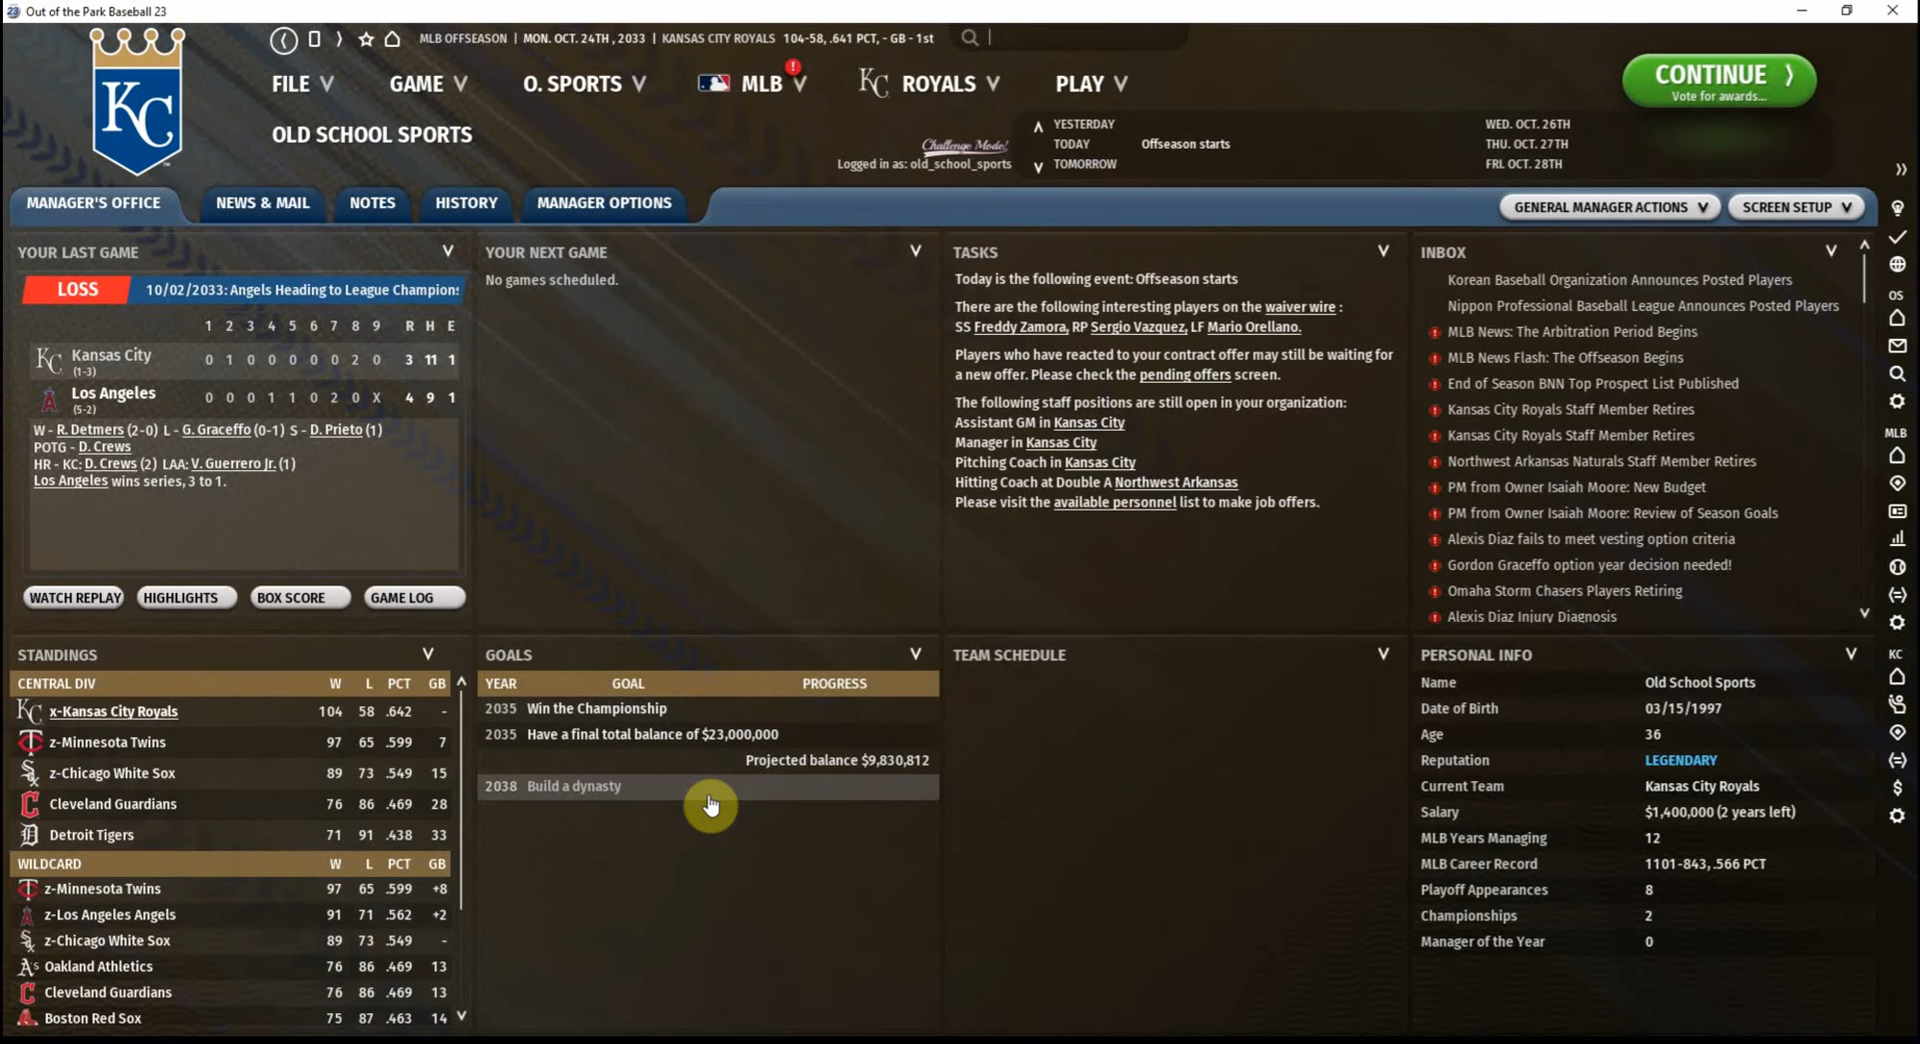 Out of the Park Baseball 23
MLB OFFSEASON | MON. OCT. 24TH , 2033 | KANSAS CITY ROYALS 104-58, .641 PCT, - GB - 1st
FILE GAME O. SPORTS MLB ROYALS PLAY
CONTINUE
Vote for awards...
OLD SCHOOL SPORTS
Challenge Mode!
Logged in as: old_school_sports
YESTERDAY
TODAY Offseason starts
TOMORROW
WED. OCT. 26TH
THU. OCT. 27TH
FRI. OCT. 28TH
MANAGER'S OFFICE NEWS & MAIL NOTES HISTORY MANAGER OPTIONS
GENERAL MANAGER ACTIONS SCREEN SETUP
YOUR LAST GAME
LOSS 10/02/2033: Angels Heading to League Champions
1 2 3 4 5 6 7 8 9 R H E
Kansas City 0 1 0 0 0 0 0 2 0 3 11 1
(1-3)
Los Angeles 0 0 0 1 1 0 2 0 X 4 9 1
(5-2)
W - R. Detmers (2-0) L - G. Graceffo (0-1) S - D. Prieto (1)
POTG - D. Crews
HR - KC: D. Crews (2) LAA: V. Guerrero Jr. (1)
Los Angeles wins series, 3 to 1.
WATCH REPLAY HIGHLIGHTS BOX SCORE GAME LOG
YOUR NEXT GAME
No games scheduled.
TASKS
Today is the following event: Offseason starts
There are the following interesting players on the waiver wire :
SS Freddy Zamora, RP Sergio Vazquez, LF Mario Orellano.
Players who have reacted to your contract offer may still be waiting for
a new offer. Please check the pending offers screen.
The following staff positions are still open in your organization:
Assistant GM in Kansas City
Manager in Kansas City
Pitching Coach in Kansas City
Hitting Coach at Double A Northwest Arkansas
Please visit the available personnel list to make job offers.
INBOX
Korean Baseball Organization Announces Posted Players
Nippon Professional Baseball League Announces Posted Players
MLB News: The Arbitration Period Begins
MLB News Flash: The Offseason Begins
End of Season BNN Top Prospect List Published
Kansas City Royals Staff Member Retires
Kansas City Royals Staff Member Retires
Northwest Arkansas Naturals Staff Member Retires
PM from Owner Isaiah Moore: New Budget
PM from Owner Isaiah Moore: Review of Season Goals
Alexis Diaz fails to meet vesting option criteria
Gordon Graceffo option year decision needed!
Omaha Storm Chasers Players Retiring
Alexis Diaz Injury Diagnosis
OS
MLB
KC
STANDINGS
CENTRAL DIV W L PCT GB
x-Kansas City Royals 104 58 .642 -
z-Minnesota Twins 97 65 .599 7
z-Chicago White Sox 89 73 .549 15
Cleveland Guardians 76 86 .469 28
Detroit Tigers 71 91 .438 33
WILDCARD W L PCT GB
z-Minnesota Twins 97 65 .599 +8
z-Los Angeles Angels 91 71 .562 +2
z-Chicago White Sox 89 73 .549 -
Oakland Athletics 76 86 .469 13
Cleveland Guardians 76 86 .469 13
Boston Red Sox 75 87 .463 14
GOALS
YEAR GOAL PROGRESS
2035 Win the Championship
2035 Have a final total balance of $23,000,000
Projected balance $9,830,812
2038 Build a dynasty
TEAM SCHEDULE
PERSONAL INFO
Name Old School Sports
Date of Birth 03/15/1997
Age 36
Reputation LEGENDARY
Current Team Kansas City Royals
Salary $1,400,000 (2 years left)
MLB Years Managing 12
MLB Career Record 1101-843, .566 PCT
Playoff Appearances 8
Championships 2
Manager of the Year 0